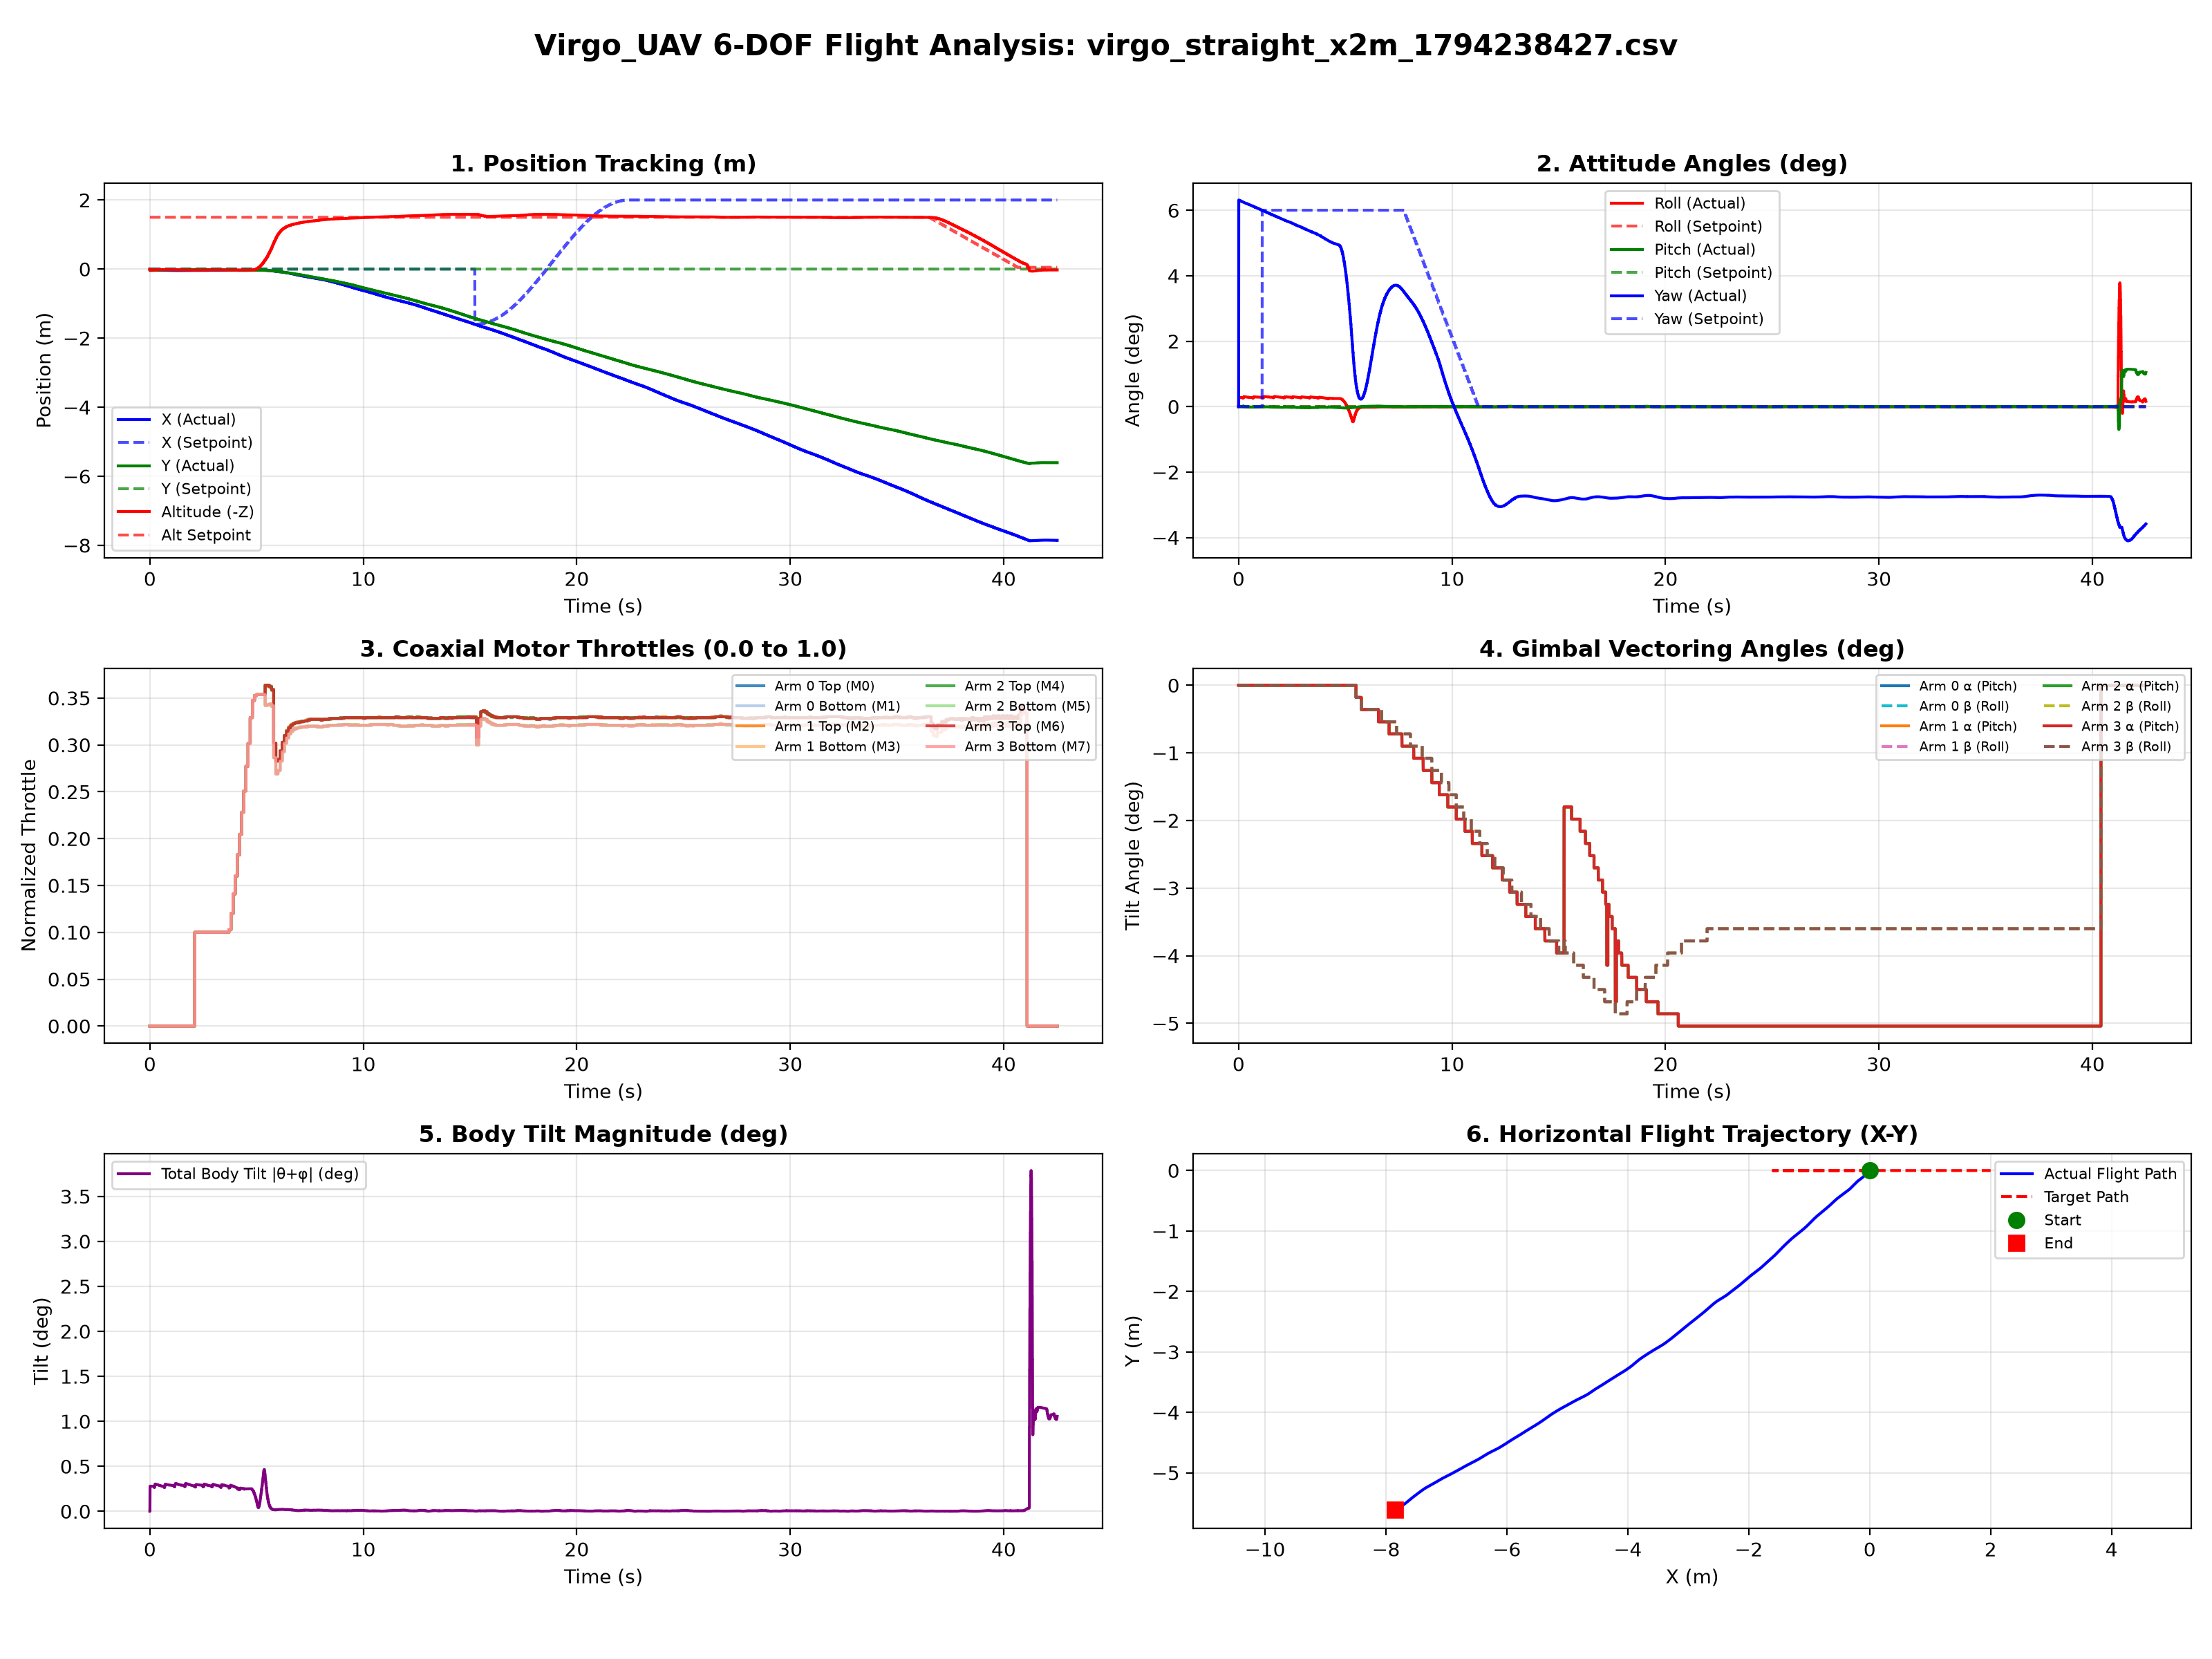 Virgo_UAV 6-DOF Flight Analysis: virgo_straight_x2m_1794238427.csv
1. Position Tracking (m)
Position (m)
2
0
−2
−4
−6
−8
X (Actual)
X (Setpoint)
Y (Actual)
Y (Setpoint)
Altitude (-Z)
Alt Setpoint
0 10 20 30 40
Time (s)
2. Attitude Angles (deg)
Angle (deg)
6
4
2
0
−2
−4
Roll (Actual)
Roll (Setpoint)
Pitch (Actual)
Pitch (Setpoint)
Yaw (Actual)
Yaw (Setpoint)
0 10 20 30 40
Time (s)
3. Coaxial Motor Throttles (0.0 to 1.0)
Normalized Throttle
0.35
0.30
0.25
0.20
0.15
0.10
0.05
0.00
Arm 0 Top (M0)
Arm 0 Bottom (M1)
Arm 1 Top (M2)
Arm 1 Bottom (M3)
Arm 2 Top (M4)
Arm 2 Bottom (M5)
Arm 3 Top (M6)
Arm 3 Bottom (M7)
0 10 20 30 40
Time (s)
4. Gimbal Vectoring Angles (deg)
Tilt Angle (deg)
0
−1
−2
−3
−4
−5
Arm 0 α (Pitch)
Arm 0 β (Roll)
Arm 1 α (Pitch)
Arm 1 β (Roll)
Arm 2 α (Pitch)
Arm 2 β (Roll)
Arm 3 α (Pitch)
Arm 3 β (Roll)
0 10 20 30 40
Time (s)
5. Body Tilt Magnitude (deg)
Tilt (deg)
3.5
3.0
2.5
2.0
1.5
1.0
0.5
0.0
Total Body Tilt |θ+φ| (deg)
0 10 20 30 40
Time (s)
6. Horizontal Flight Trajectory (X-Y)
Y (m)
0
−1
−2
−3
−4
−5
Actual Flight Path
Target Path
Start
End
−10 −8 −6 −4 −2 0 2 4
X (m)